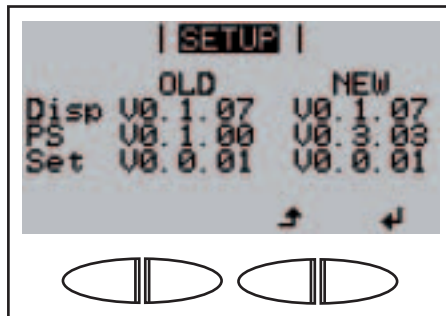 | SETUP |
OLD NEW
Disp V0.1.07 V0.1.07
PS V0.1.00 V0.3.03
Set V0.0.01 V0.0.01